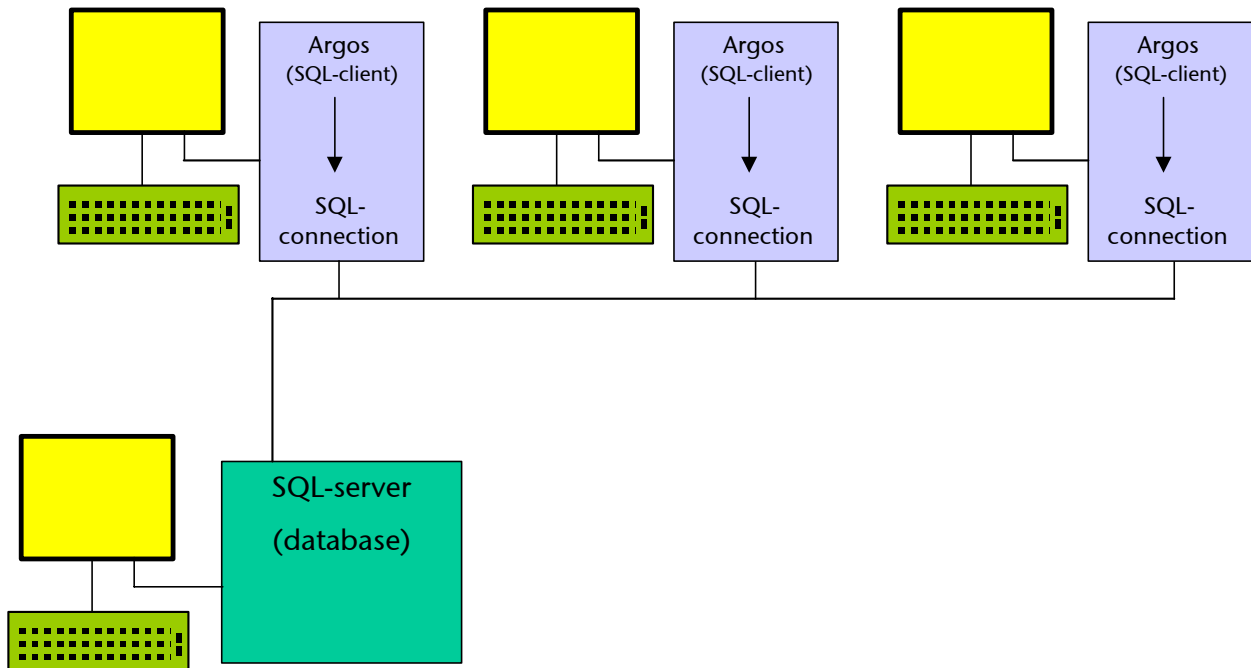 Argos
(SQL-client)
SQL-
connection
Argos
(SQL-client)
SQL-
connection
Argos
(SQL-client)
SQL-
connection
SQL-server
(database)